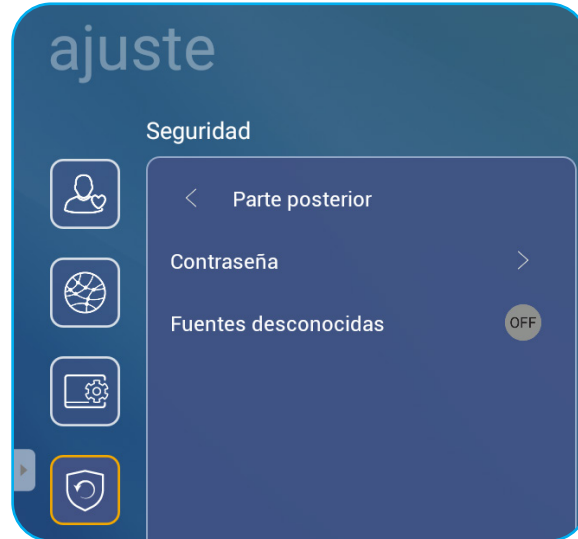 ajuste
Seguridad
Parte posterior
Contraseña
Fuentes desconocidas OFF